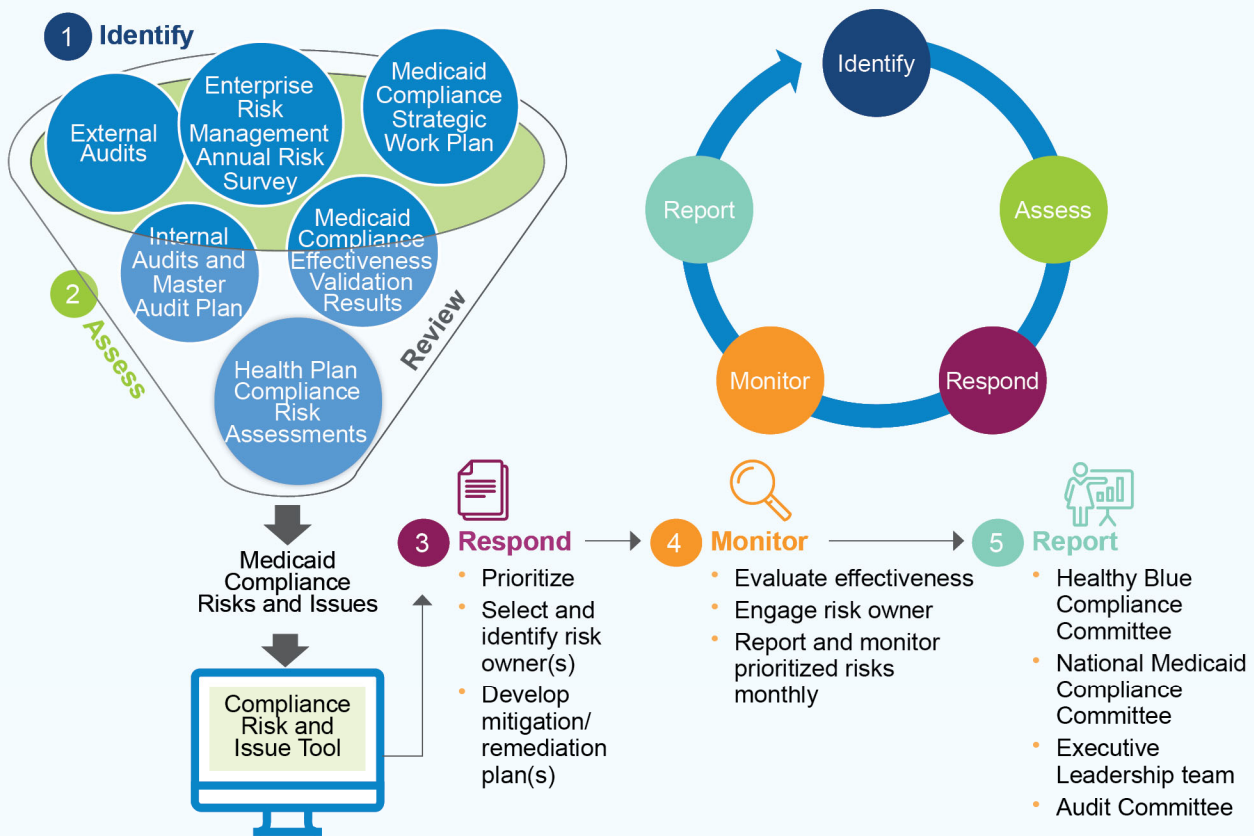 1 Identify
External
Audits
Enterprise
Risk
Management
Annual Risk
Survey
Medicaid
Compliance
Strategic
Work Plan
Internal
Audits and
Master
Audit Plan
Medicaid
Compliance
Effectiveness
Validation
Results
2 Assess
Review
Health Plan
Compliance
Risk
Assessments
Medicaid
Compliance
Risks and Issues
Compliance
Risk and
Issue Tool
Identify
Assess
Respond
Monitor
Report
3 Respond
• Prioritize
• Select and
identify risk
owner(s)
• Develop
mitigation/
remediation
plan(s)
4 Monitor
• Evaluate effectiveness
• Engage risk owner
• Report and monitor
prioritized risks
monthly
5 Report
• Healthy Blue
Compliance
Committee
• National Medicaid
Compliance
Committee
• Executive
Leadership team
• Audit Committee